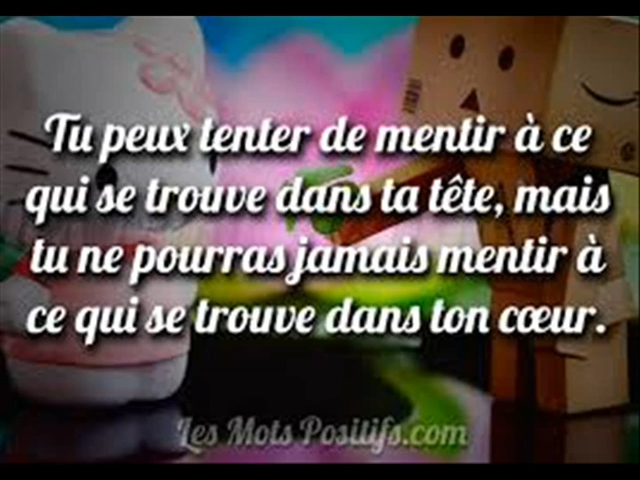 Tu peux tenter de mentir à ce
qui se trouve dans ta tête, mais
tu ne pourras jamais mentir à
ce qui se trouve dans ton cœur.
Les Mots Positifs.com